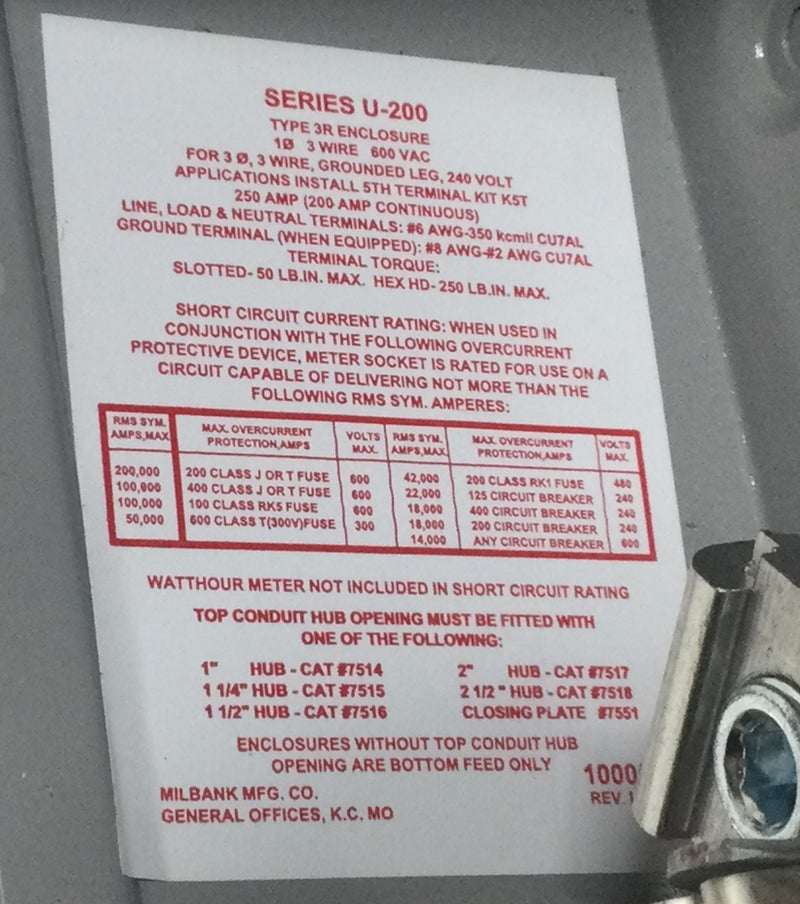 SERIES U-200
TYPE 3R ENCLOSURE
1Ø 3 WIRE 600 VAC
FOR 3 Ø, 3 WIRE, GROUNDED LEG, 240 VOLT
APPLICATIONS INSTALL 5TH TERMINAL KIT K5T
250 AMP (200 AMP CONTINUOUS)
LINE, LOAD & NEUTRAL TERMINALS: #6 AWG-350 kcmil CU7AL
GROUND TERMINAL (WHEN EQUIPPED): #8 AWG-#2 AWG CU7AL
TERMINAL TORQUE:
SLOTTED- 50 LB.IN. MAX. HEX HD- 250 LB.IN. MAX.
SHORT CIRCUIT CURRENT RATING: WHEN USED IN
CONJUNCTION WITH THE FOLLOWING OVERCURRENT
PROTECTIVE DEVICE, METER SOCKET IS RATED FOR USE ON A
CIRCUIT CAPABLE OF DELIVERING NOT MORE THAN THE
FOLLOWING RMS SYM. AMPERES:
RMS SYM. MAX. OVERCURRENT VOLTS RMS SYM. MAX. OVERCURRENT VOLTS
AMPS,MAX PROTECTION,AMPS MAX. AMPS,MAX. PROTECTION,AMPS MAX.
200,000 200 CLASS J OR T FUSE 600 42,000 200 CLASS RK1 FUSE 480
100,000 400 CLASS J OR T FUSE 600 22,000 125 CIRCUIT BREAKER 240
100,000 100 CLASS RK5 FUSE 600 18,000 400 CIRCUIT BREAKER 240
50,000 600 CLASS T(300V)FUSE 300 18,000 200 CIRCUIT BREAKER 240
14,000 ANY CIRCUIT BREAKER 600
WATTHOUR METER NOT INCLUDED IN SHORT CIRCUIT RATING
TOP CONDUIT HUB OPENING MUST BE FITTED WITH
ONE OF THE FOLLOWING:
1" HUB - CAT #7514 2" HUB - CAT #7517
1 1/4" HUB - CAT #7515 2 1/2 " HUB - CAT #7518
1 1/2" HUB - CAT #7516 CLOSING PLATE #7551
ENCLOSURES WITHOUT TOP CONDUIT HUB
OPENING ARE BOTTOM FEED ONLY
1000
REV. 1
MILBANK MFG. CO.
GENERAL OFFICES, K.C. MO